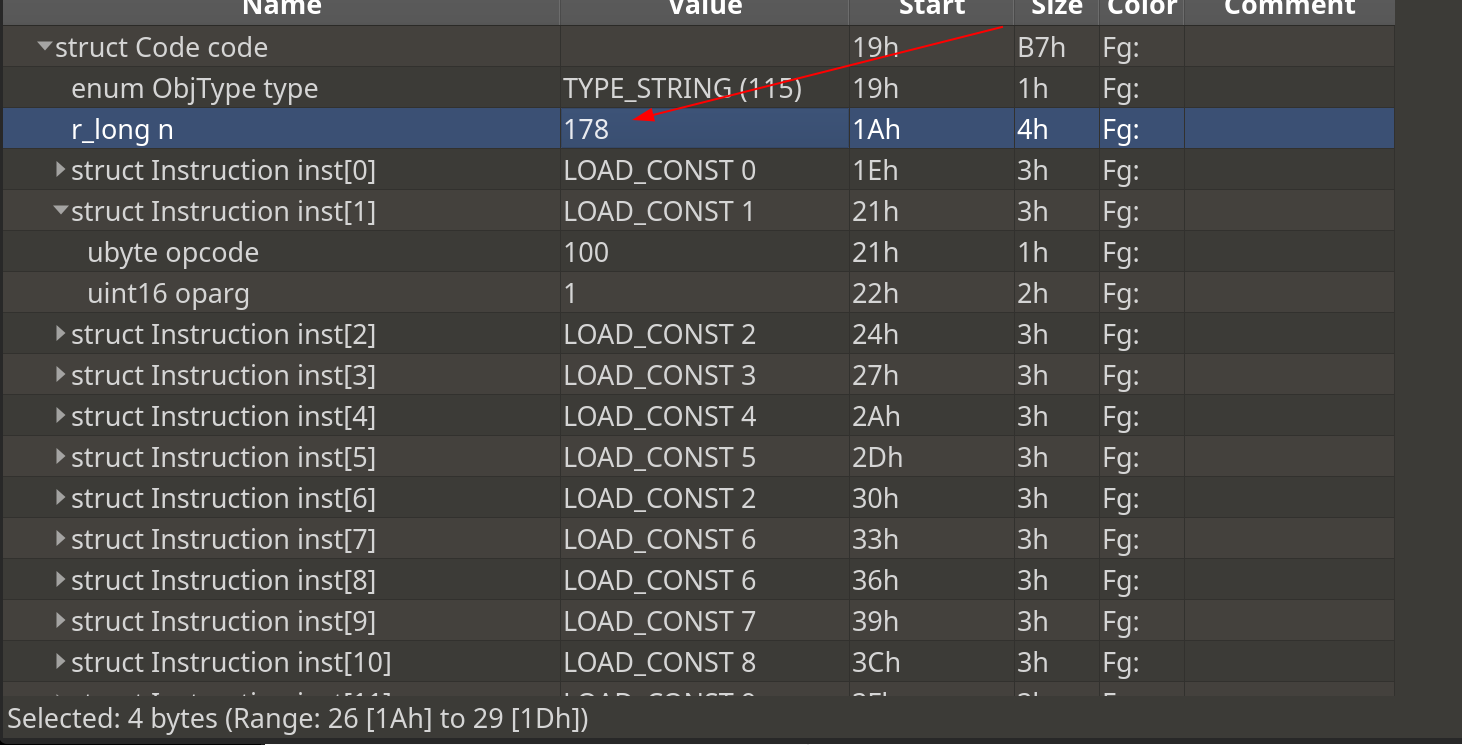 Name Value Start Size Color Comment
struct Code code 19h B7h Fg:
enum ObjType type TYPE_STRING (115) 19h 1h Fg:
r_long n 178 1Ah 4h Fg:
struct Instruction inst[0] LOAD_CONST 0 1Eh 3h Fg:
struct Instruction inst[1] LOAD_CONST 1 21h 3h Fg:
ubyte opcode 100 21h 1h Fg:
uint16 oparg 1 22h 2h Fg:
struct Instruction inst[2] LOAD_CONST 2 24h 3h Fg:
struct Instruction inst[3] LOAD_CONST 3 27h 3h Fg:
struct Instruction inst[4] LOAD_CONST 4 2Ah 3h Fg:
struct Instruction inst[5] LOAD_CONST 5 2Dh 3h Fg:
struct Instruction inst[6] LOAD_CONST 2 30h 3h Fg:
struct Instruction inst[7] LOAD_CONST 6 33h 3h Fg:
struct Instruction inst[8] LOAD_CONST 6 36h 3h Fg:
struct Instruction inst[9] LOAD_CONST 7 39h 3h Fg:
struct Instruction inst[10] LOAD_CONST 8 3Ch 3h Fg:
Selected: 4 bytes (Range: 26 [1Ah] to 29 [1Dh])